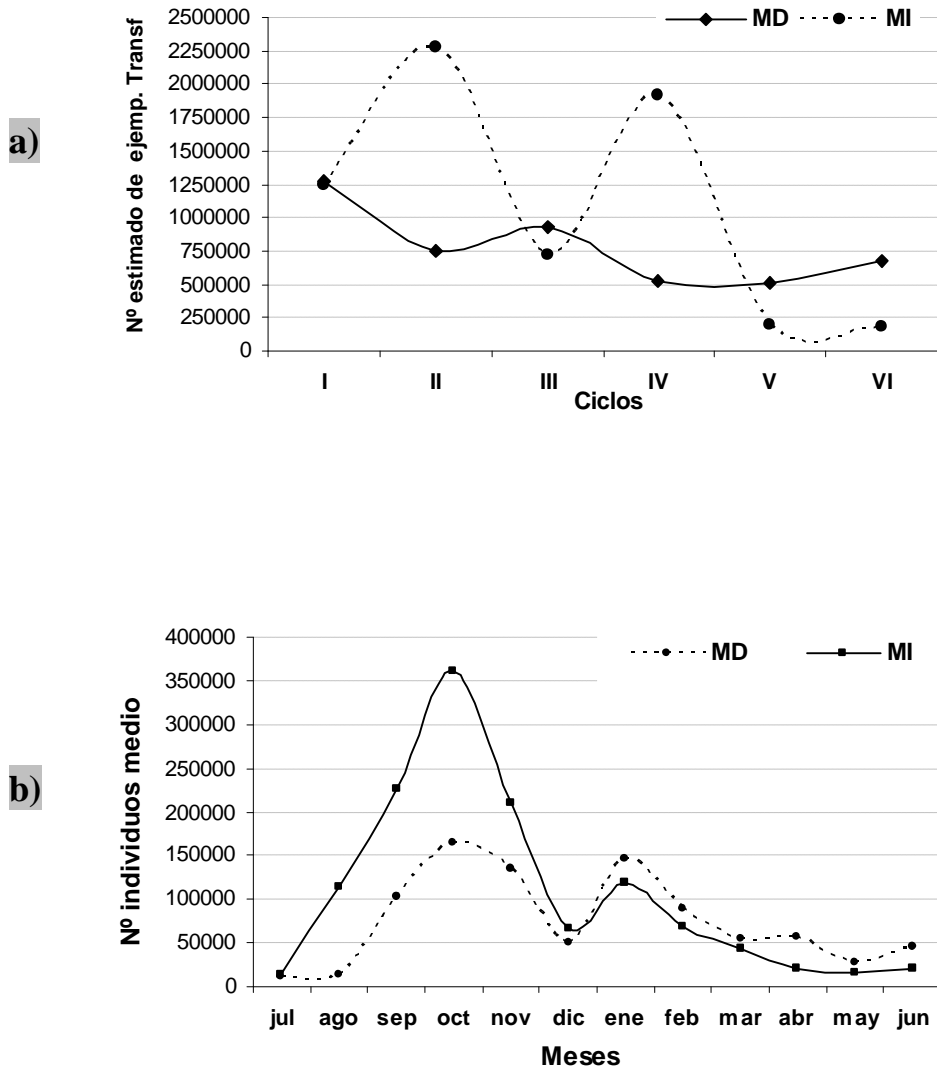 a)
Nº estimado de ejemp. Transf
MD
MI
2500000
2250000
2000000
1750000
1500000
1250000
1000000
750000
500000
250000
0
I II III IV V VI
Ciclos
b)
Nº individuos medio
MD
MI
400000
350000
300000
250000
200000
150000
100000
50000
0
jul ago sep oct nov dic ene feb mar abr may jun
Meses